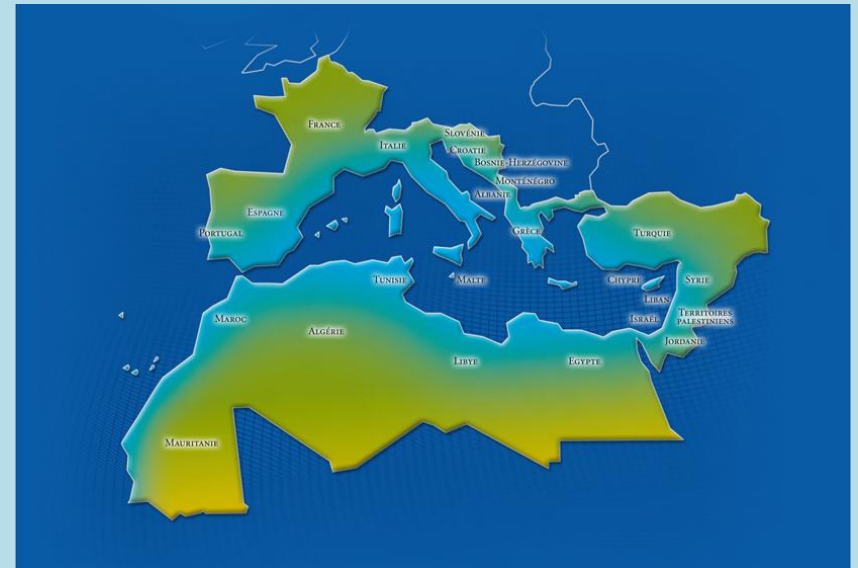 France
Slovénie
Italie
Croatie
Bosnie-Herzégovine
Monténégro
Albanie
Espagne
Portugal
Grèce
Turquie
Tunisie
Malte
Chypre
Syrie
Liban
Israël
Territoires
palestiniens
Maroc
Algérie
Jordanie
Libye
Egypte
Mauritanie